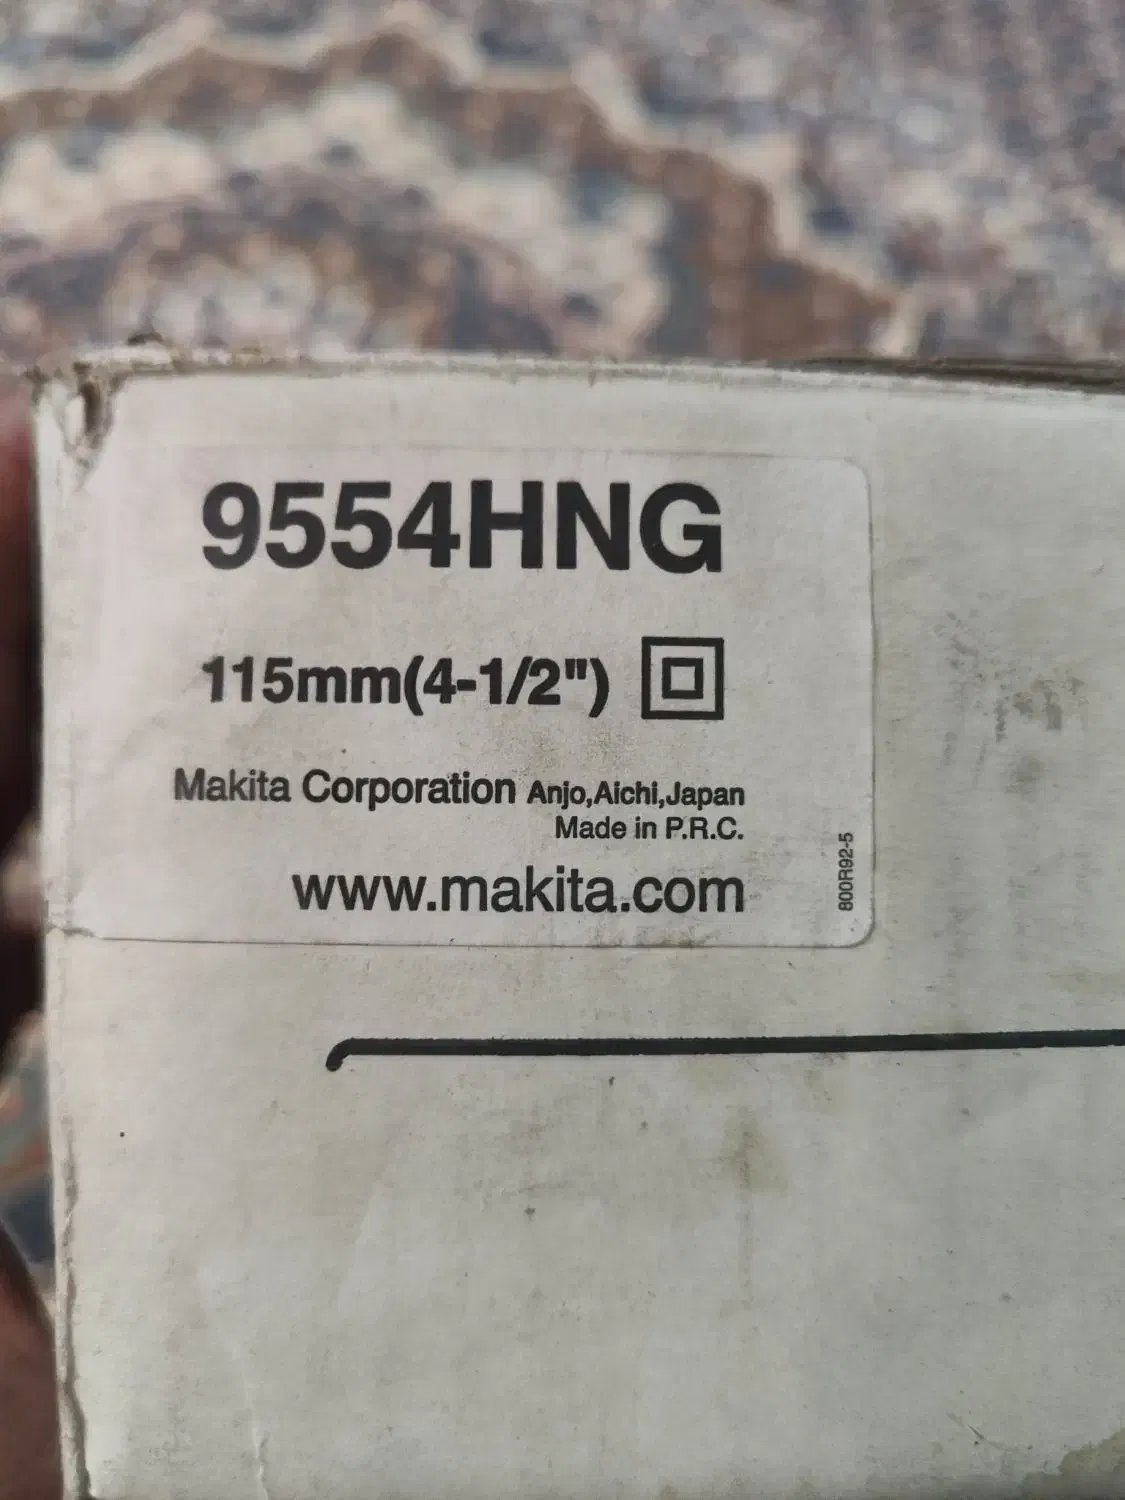 9554HNG
115mm(4-1/2")
Makita Corporation Anjo,Aichi,Japan
Made in P.R.C.
www.makita.com
800R92-5